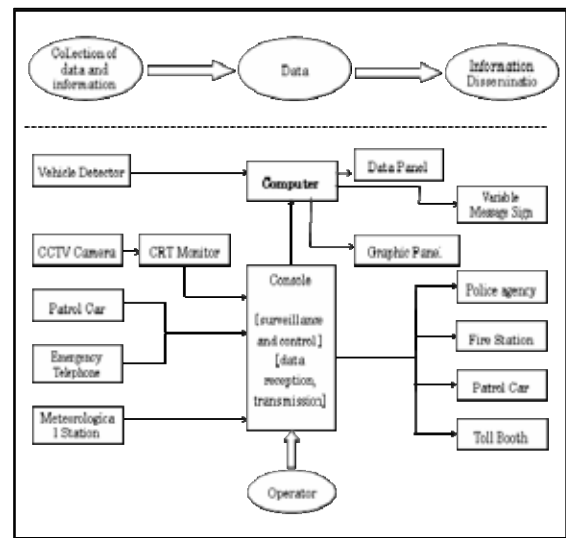 CoLlection of
data and
information
Data
Information
Disseminatio
Vehicle Detector
Computer
Data Panel
Variable
Message Sign
CCTV Camera
CRT Monitor
Graphic Panel
Console
[surveillance
and control]
[data
reception,
transmission]
Patrol Car
Emergency
Telephone
Meteorologica
l Station
Police agency
Fire Station
Patrol Car
Toll Booth
Operator